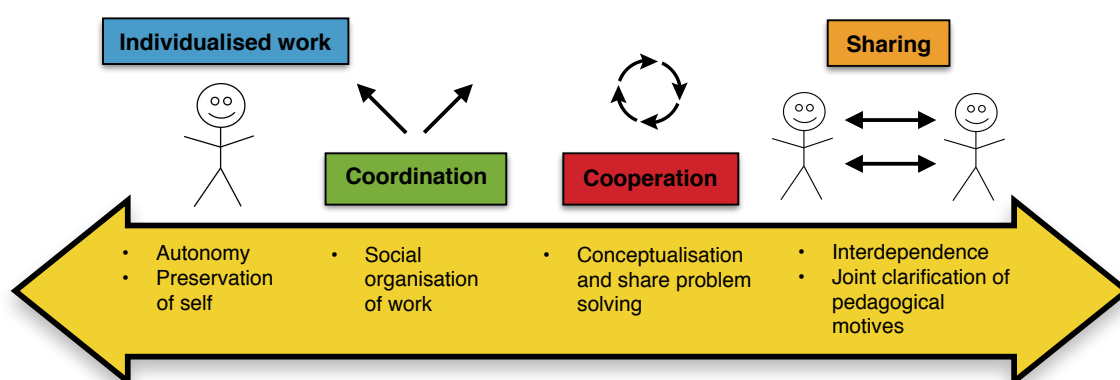 Individualised work
Sharing
Coordination
Cooperation
• Autonomy
• Preservation
of self
• Social
organisation
of work
• Conceptualisation
and share problem
solving
• Interdependence
• Joint clarification of
pedagogical
motives